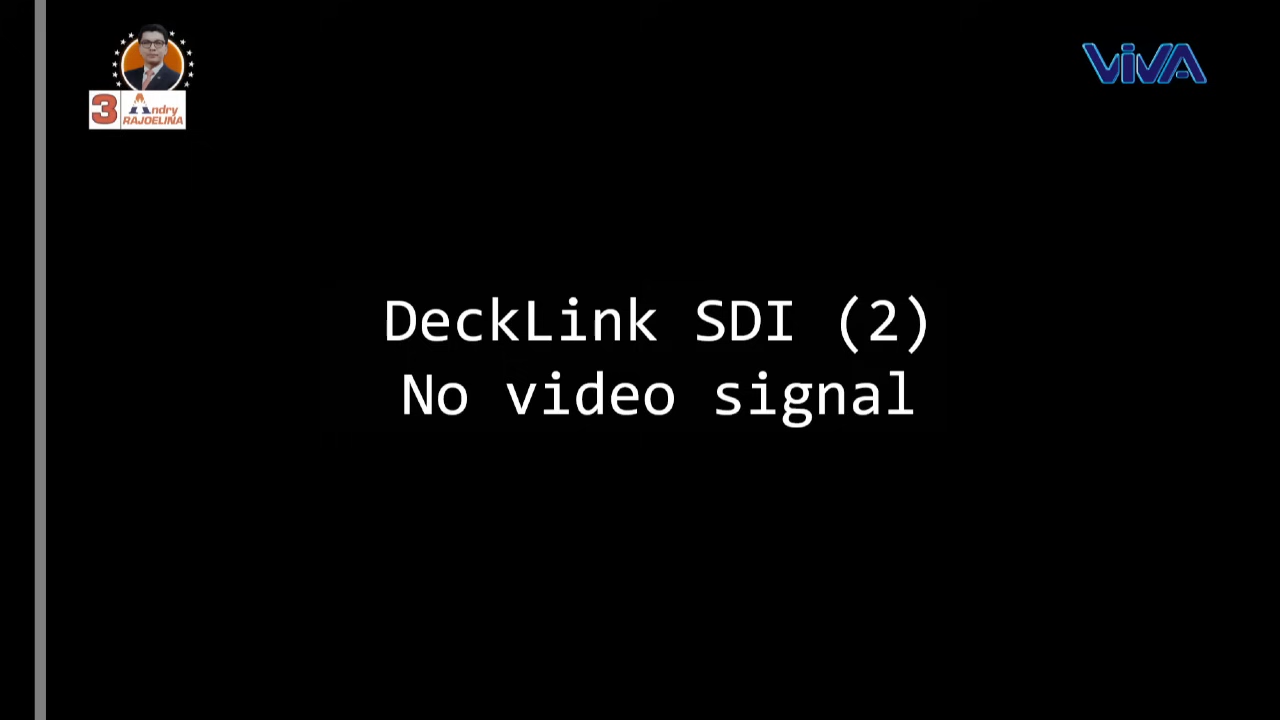 3 Andry
RAJOELINA
VIVA
DeckLink SDI (2)
No video signal